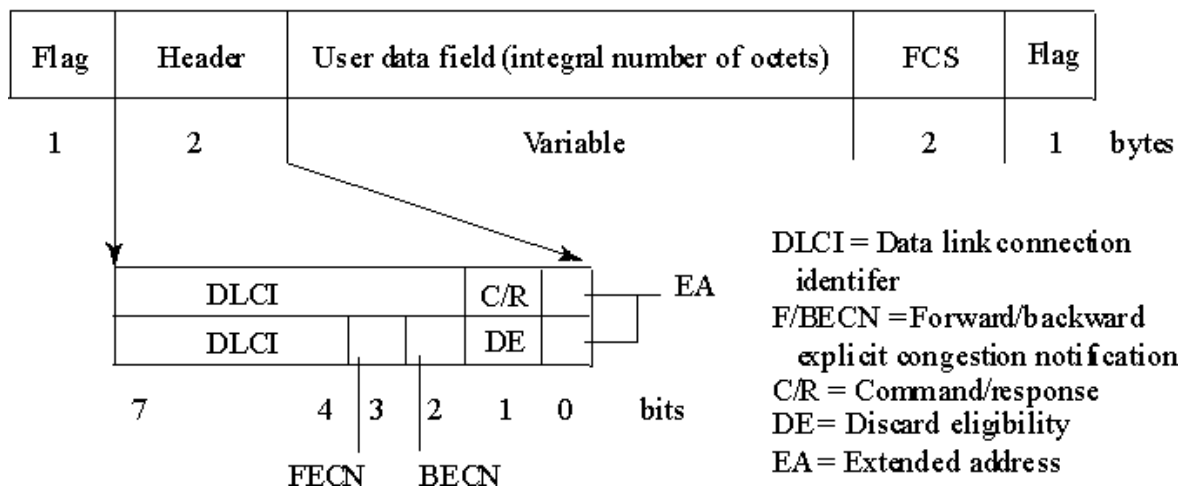 Flag Header User data field (integral number of octets) FCS Flag
1 2 Variable 2 1 bytes
DLCI C/R EA
DLCI DE
7 4 3 2 1 0 bits
FECN BECN
DLCI = Data link connection
identifer
F/BECN =Forward/backward
explicit congestion notification
C/R = Command/response
DE= Discard eligibility
EA = Extended address